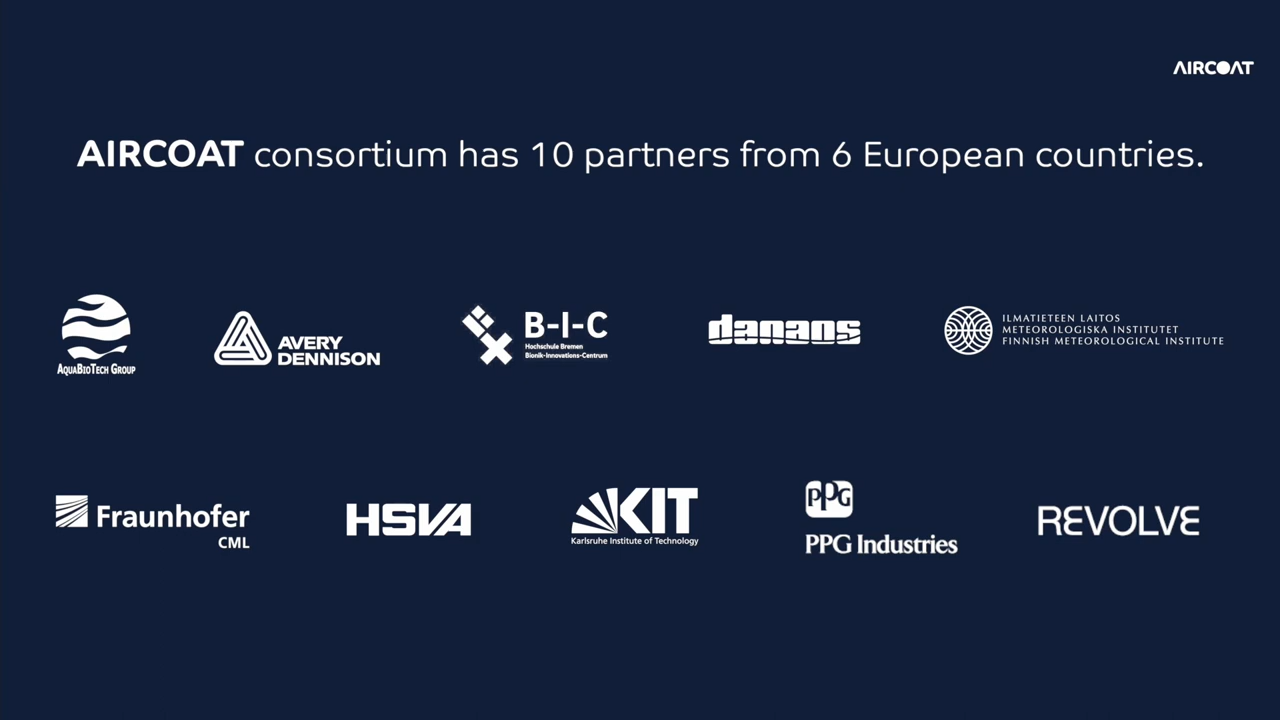 AIRCOAT
AIRCOAT consortium has 10 partners from 6 European countries.
AQUABIOTECH GROUP
AVERY
DENNISON
B-I-C
Hochschule Bremen
Bionik-Innovations-Centrum
danaos
ILMATIETEEN LAITOS
METEOROLOGISKA INSTITUTET
FINNISH METEOROLOGICAL INSTITUTE
Fraunhofer
CML
HSVA
KIT
Karlsruhe Institute of Technology
PPG
PPG Industries
REVOLVE